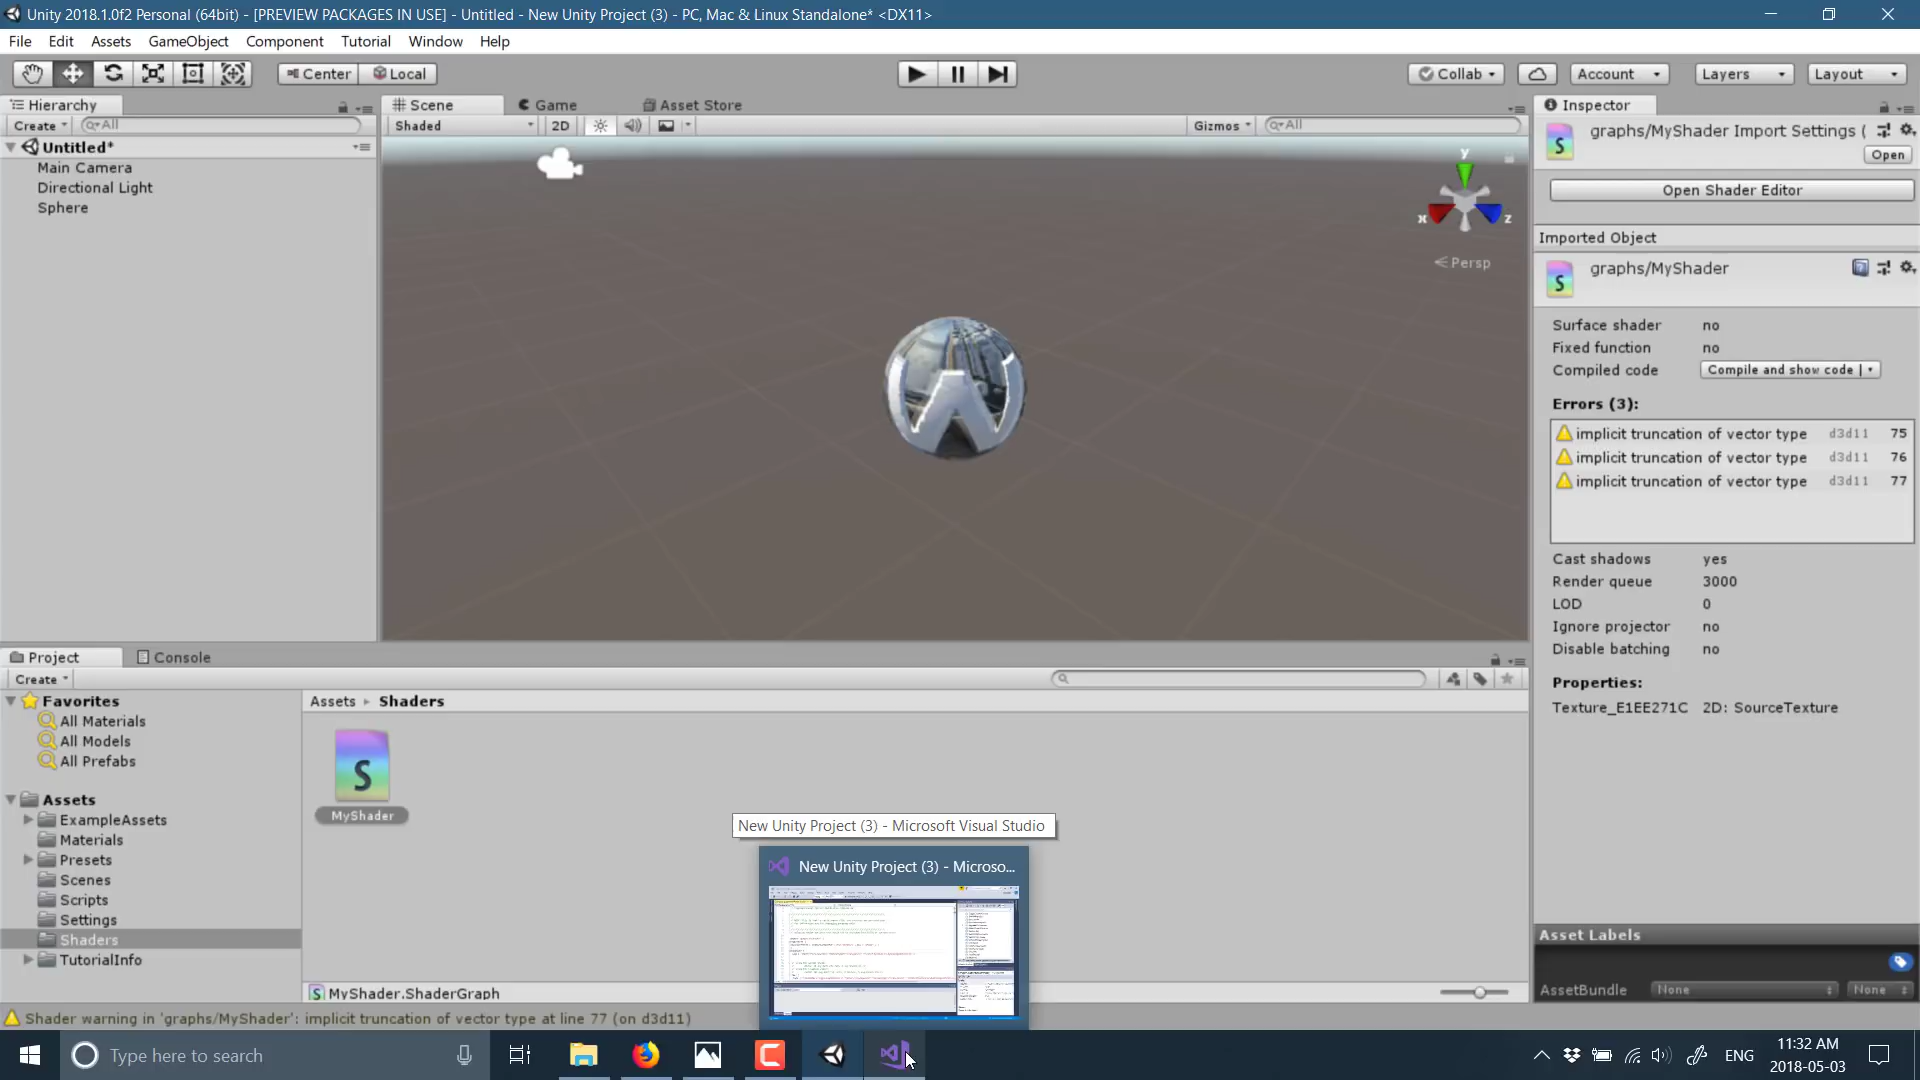 Unity 2018.1.0f2 Personal (64bit) - [PREVIEW PACKAGES IN USE] - Untitled - New Unity Project (3) - PC, Mac & Linux Standalone* <DX11>
File Edit Assets GameObject Component Tutorial Window Help
Center Local Collab Account Layers Layout
Hierarchy Scene Game Asset Store Inspector
Create All Shaded 2D Gizmos All
graphs/MyShader Import Settings (
Open
Untitled*
Main Camera
Directional Light
Sphere
y
x z
Persp
Open Shader Editor
Imported Object
graphs/MyShader
Surface shader no
Fixed function no
Compiled code Compile and show code
Errors (3):
implicit truncation of vector type d3d11 75
implicit truncation of vector type d3d11 76
implicit truncation of vector type d3d11 77
Cast shadows yes
Render queue 3000
LOD 0
Ignore projector no
Disable batching no
Properties:
Texture_E1EE271C 2D: SourceTexture
Project Console
Create
Favorites
All Materials
All Models
All Prefabs
Assets
ExampleAssets
Materials
Presets
Scenes
Scripts
Settings
Shaders
TutorialInfo
Assets Shaders
S
MyShader
New Unity Project (3) - Microsoft Visual Studio
New Unity Project (3) - Microso...
MyShader.ShaderGraph
Asset Labels
AssetBundle None None
Shader warning in 'graphs/MyShader': implicit truncation of vector type at line 77 (on d3d11)
Type here to search
ENG
11:32 AM
2018-05-03